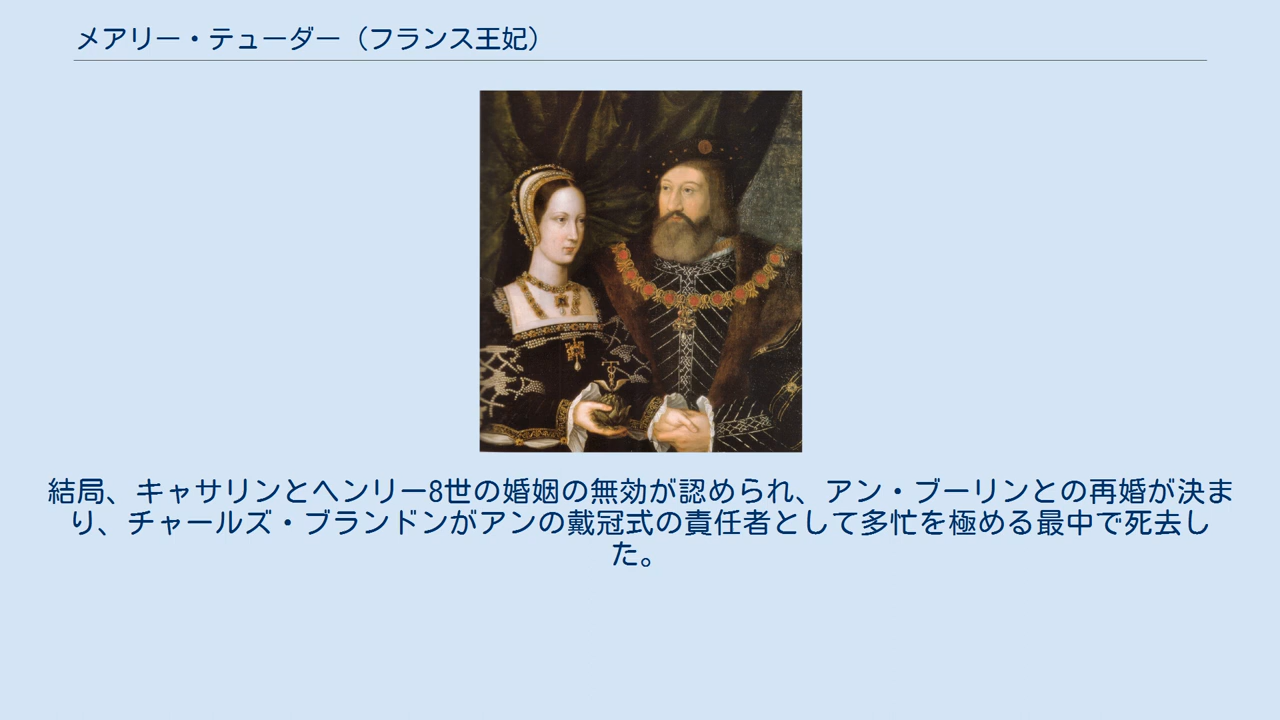 メアリー・テューダー（フランス王妃）
結局、キャサリンとヘンリー8世の婚姻の無効が認められ、アン・ブーリンとの再婚が決ま
り、チャールズ・ブランドンがアンの戴冠式の責任者として多忙を極める最中で死去し
た。